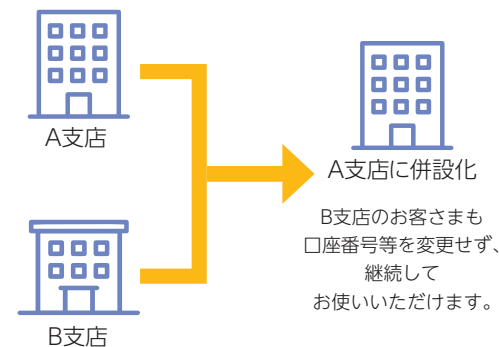 A支店
B支店
A支店に併設化
B支店のお客さまも
口座番号等を変更せず、
継続して
お使いいただけます。